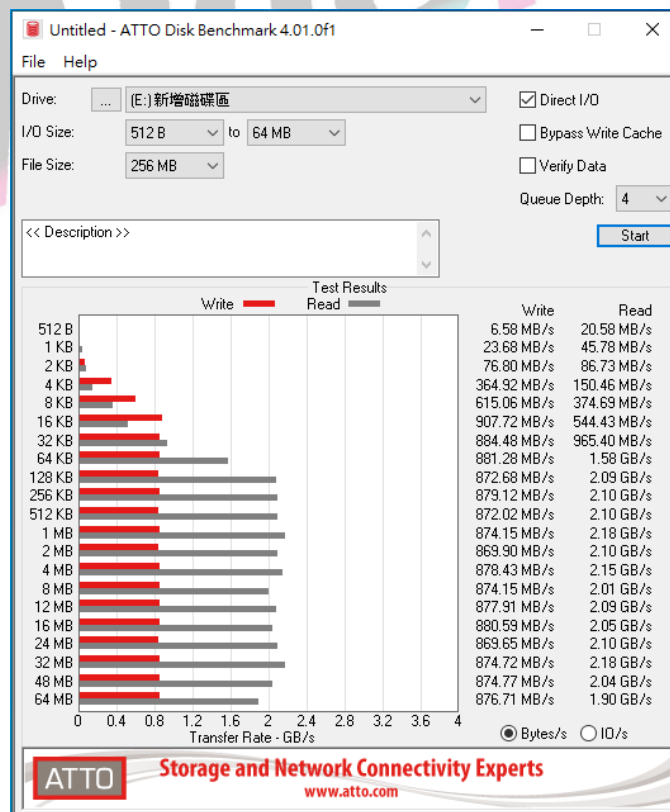 Untitled - ATTO Disk Benchmark 4.01.0f1
File Help
Drive: ... (E:)新增磁碟區
Direct I/O
I/O Size: 512 B to 64 MB
Bypass Write Cache
File Size: 256 MB
Verify Data
Queue Depth: 4
<< Description >>
Start
Test Results
Write Read
Write Read
512 B 6.58 MB/s 20.58 MB/s
1 KB 23.68 MB/s 45.78 MB/s
2 KB 76.80 MB/s 86.73 MB/s
4 KB 364.92 MB/s 150.46 MB/s
8 KB 615.06 MB/s 374.69 MB/s
16 KB 907.72 MB/s 544.43 MB/s
32 KB 884.48 MB/s 965.40 MB/s
64 KB 881.28 MB/s 1.58 GB/s
128 KB 872.68 MB/s 2.09 GB/s
256 KB 879.12 MB/s 2.10 GB/s
512 KB 872.02 MB/s 2.10 GB/s
1 MB 874.15 MB/s 2.18 GB/s
2 MB 869.90 MB/s 2.10 GB/s
4 MB 878.43 MB/s 2.15 GB/s
8 MB 874.15 MB/s 2.01 GB/s
12 MB 877.91 MB/s 2.09 GB/s
16 MB 880.59 MB/s 2.05 GB/s
24 MB 869.65 MB/s 2.10 GB/s
32 MB 874.72 MB/s 2.18 GB/s
48 MB 874.77 MB/s 2.04 GB/s
64 MB 876.71 MB/s 1.90 GB/s
0 0.4 0.8 1.2 1.6 2 2.4 2.8 3.2 3.6 4
Transfer Rate - GB/s
Bytes/s IO/s
ATTO
Storage and Network Connectivity Experts
www.atto.com